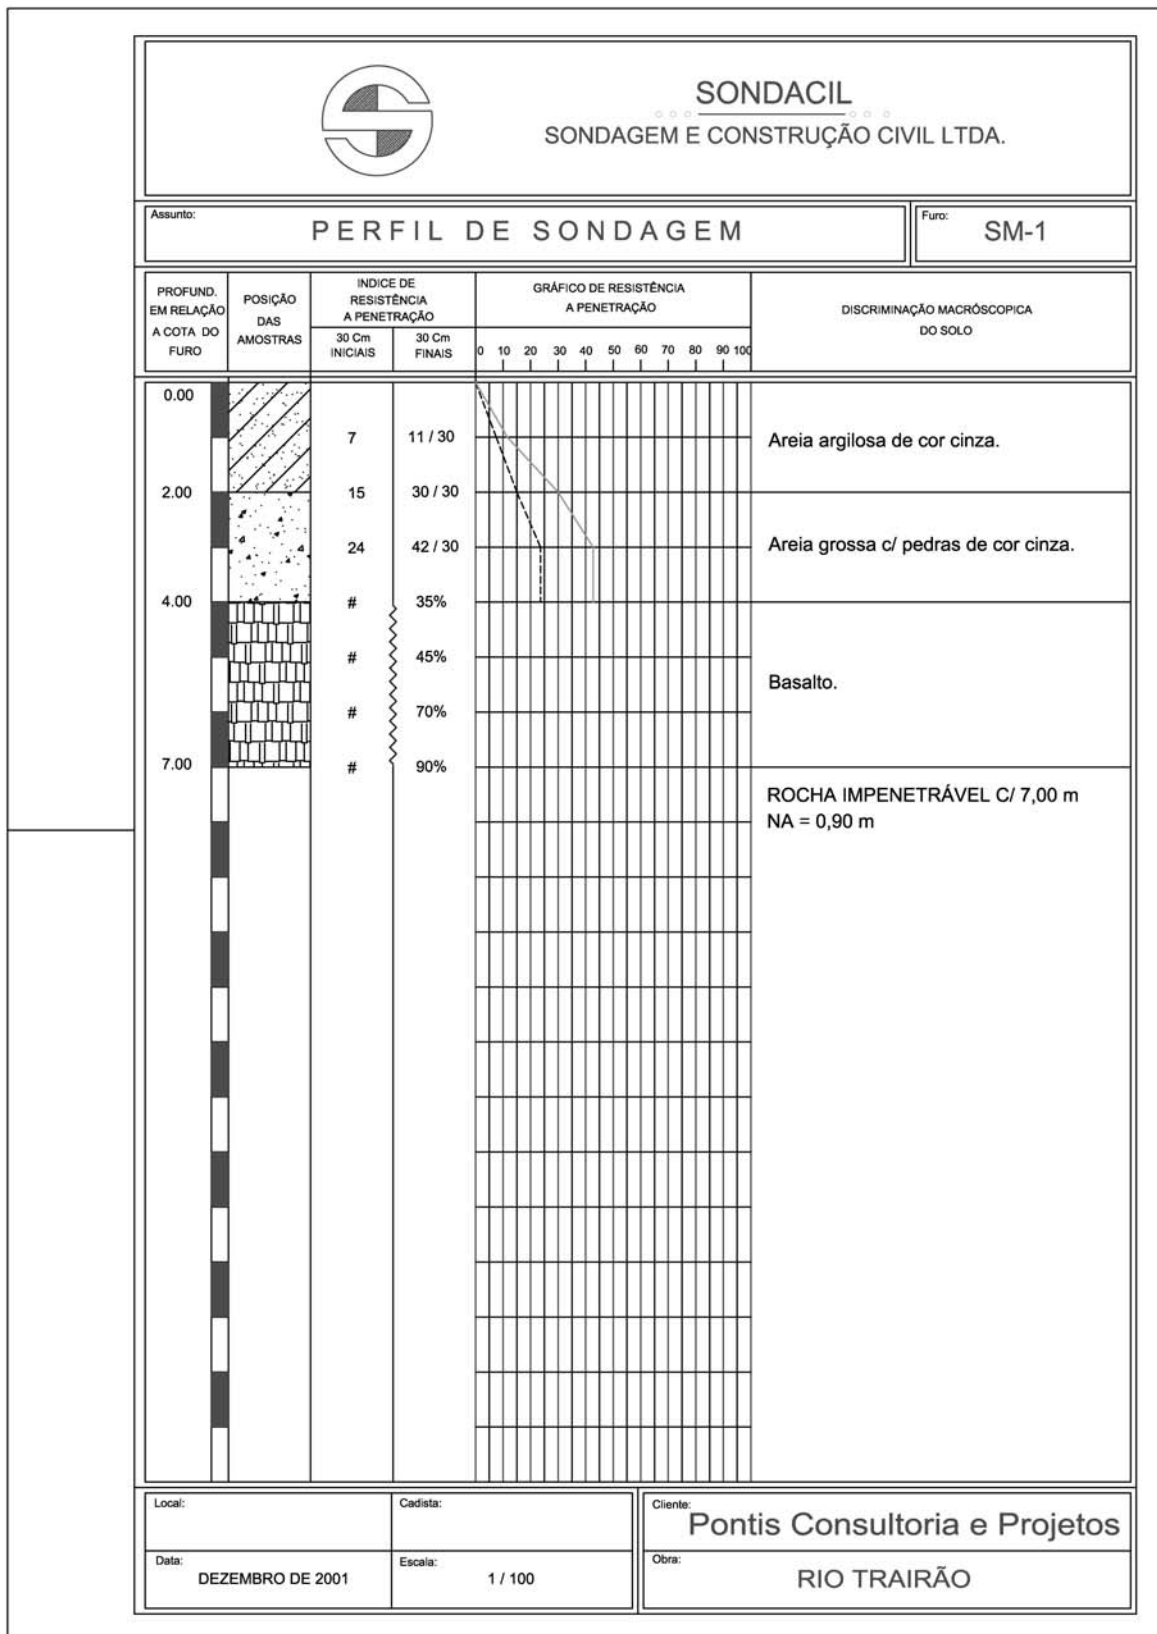 SONDACIL
SONDAGEM E CONSTRUÇÃO CIVIL LTDA.
Assunto:
PERFIL DE SONDAGEM
Furo:
SM-1
PROFUND.
EM RELAÇÃO
A COTA DO
FURO
POSIÇÃO
DAS
AMOSTRAS
INDICE DE
RESISTÊNCIA
A PENETRAÇÃO
30 Cm
INICIAIS
30 Cm
FINAIS
GRÁFICO DE RESISTÊNCIA
A PENETRAÇÃO
0 10 20 30 40 50 60 70 80 90 100
DISCRIMINAÇÃO MACRÓSCOPICA
DO SOLO
0.00
7 11 / 30 Areia argilosa de cor cinza.
2.00 15 30 / 30
24 42 / 30 Areia grossa c/ pedras de cor cinza.
4.00 # 35%
# 45%
Basalto.
# 70%
7.00 # 90%
ROCHA IMPENETRÁVEL C/ 7,00 m
NA = 0,90 m
Local:
Cadista:
Cliente:
Pontis Consultoria e Projetos
Data:
DEZEMBRO DE 2001
Escala:
1 / 100
Obra:
RIO TRAIRÃO